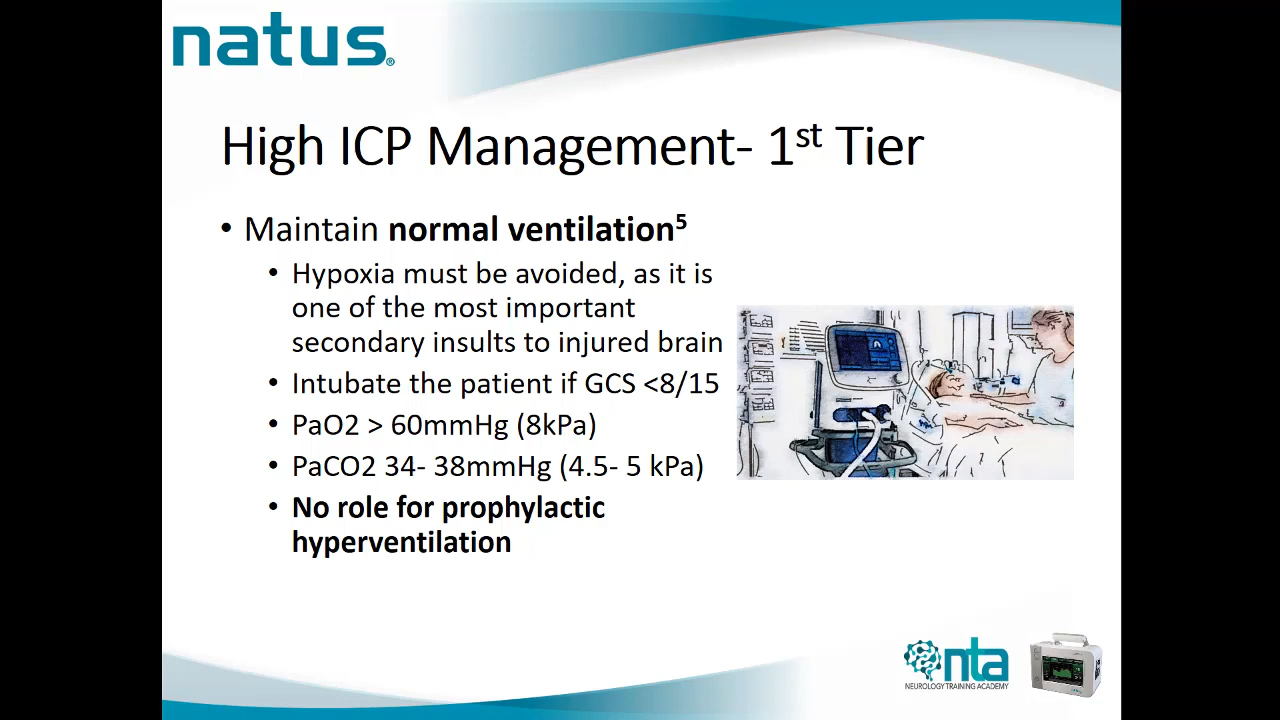 natus®
High ICP Management- 1st Tier
• Maintain normal ventilation5
• Hypoxia must be avoided, as it is
one of the most important
secondary insults to injured brain
• Intubate the patient if GCS <8/15
• PaO2 > 60mmHg (8kPa)
• PaCO2 34- 38mmHg (4.5- 5 kPa)
• No role for prophylactic
hyperventilation
nta
NEUROLOGY TRAINING ACADEMY